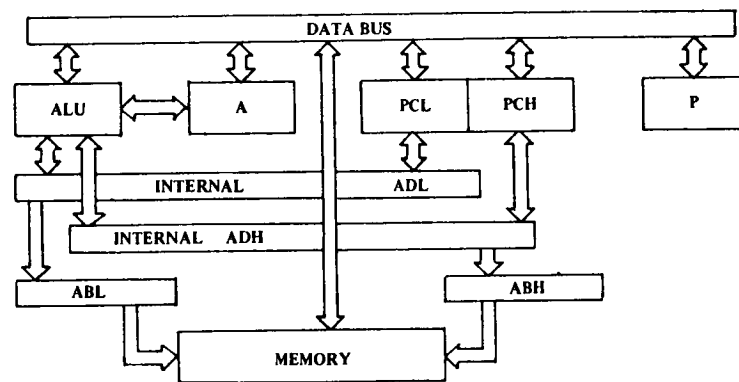 DATA BUS
ALU
A
PCL
PCH
P
INTERNAL ADL
INTERNAL ADH
ABL
ABH
MEMORY